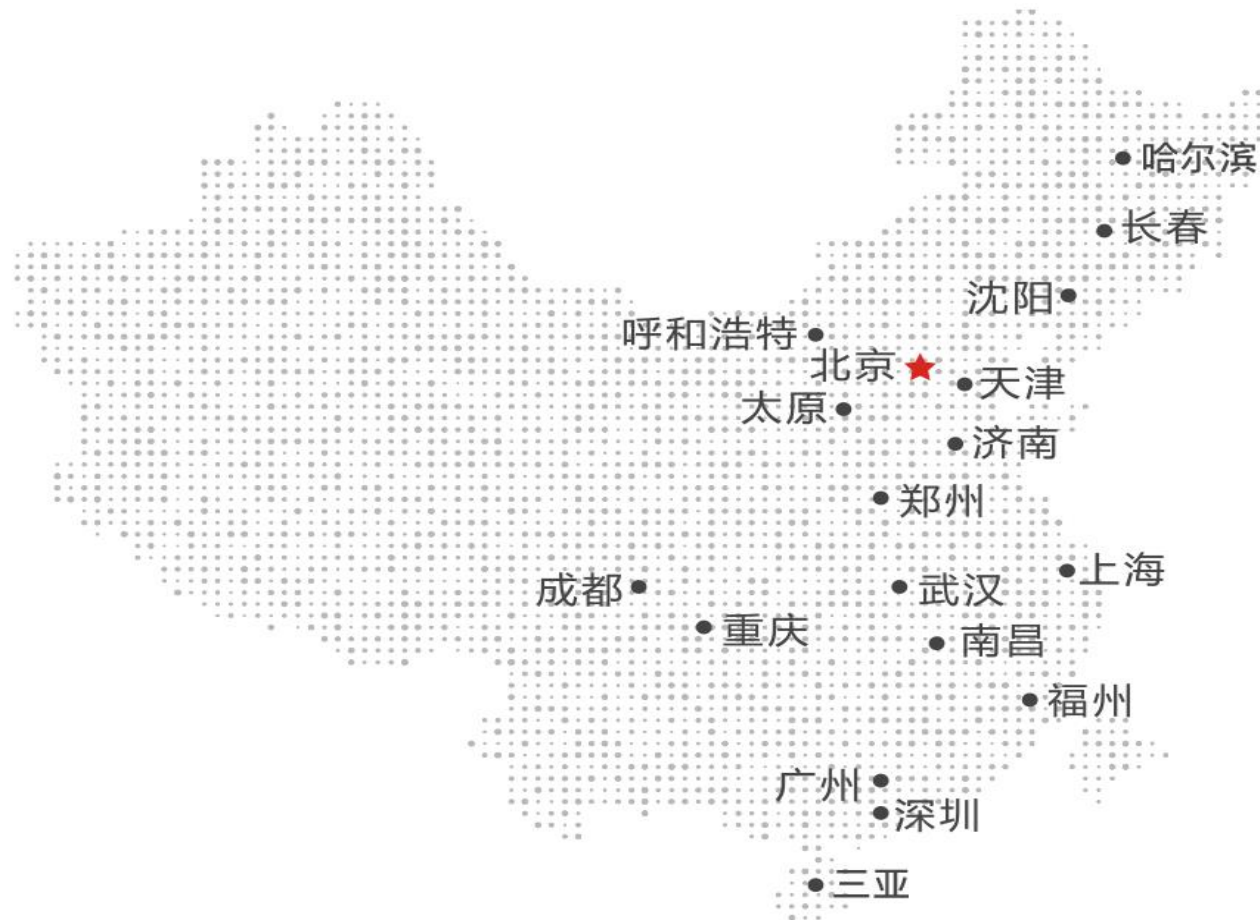 哈尔滨
长春
沈阳
呼和浩特
北京
天津
太原
济南
郑州
上海
成都
武汉
重庆
南昌
福州
广州
深圳
三亚